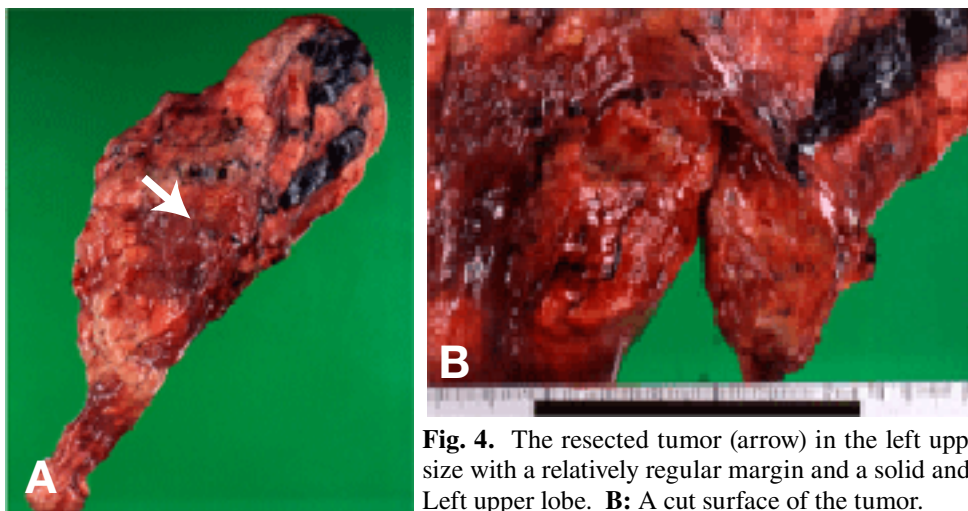 A
B
Fig. 4. The resected tumor (arrow) in the left upp
size with a relatively regular margin and a solid and
Left upper lobe. B: A cut surface of the tumor.